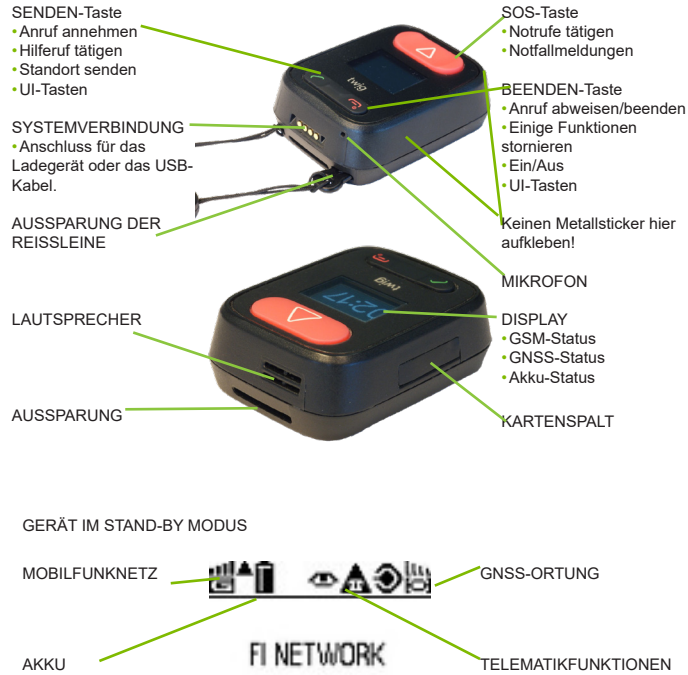 SENDEN-Taste
• Anruf annehmen
• Hilferuf tätigen
• Standort senden
• UI-Tasten
SYSTEMVERBINDUNG
• Anschluss für das
Ladegerät oder das USB-
Kabel.
AUSSPARUNG DER
REISSLEINE
LAUTSPRECHER
AUSSPARUNG
SOS-Taste
• Notrufe tätigen
• Notfallmeldungen
BEENDEN-Taste
• Anruf abweisen/beenden
• Einige Funktionen
stornieren
• Ein/Aus
• UI-Tasten
Keinen Metallsticker hier
aufkleben!
MIKROFON
DISPLAY
• GSM-Status
• GNSS-Status
• Akku-Status
KARTENSPALT
twig
twig
02:17
GERÄT IM STAND-BY MODUS
MOBILFUNKNETZ
GNSS-ORTUNG
FI NETWORK
AKKU
TELEMATIKFUNKTIONEN